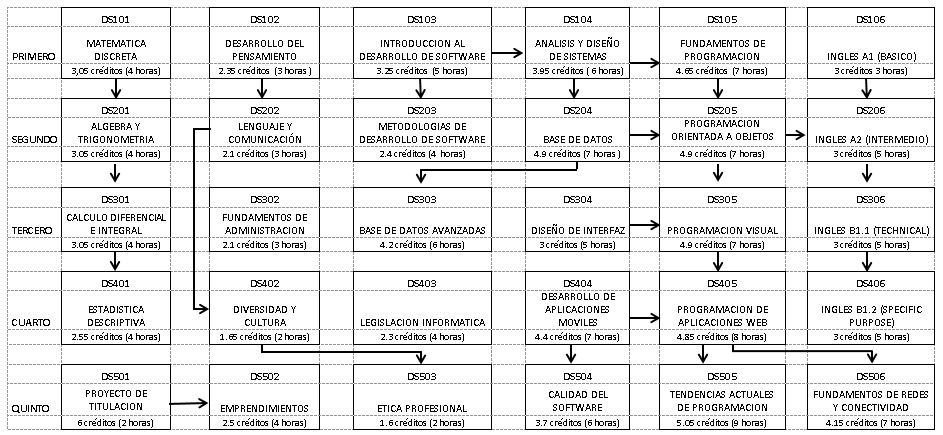 DS101
DS102
DS103
DS104
DS105
DS106
PRIMERO
MATEMATICA
DISCRETA
3,05 créditos (4 horas)
DESARROLLO DEL
PENSAMIENTO
2.35 créditos (3 horas )
INTRODUCCION AL
DESARROLLO DE SOFTWARE
3.25 créditos (5 horas)
ANALISIS Y DISEÑO
DE SISTEMAS
3.95 créditos ( 6 horas)
FUNDAMENTOS DE
PROGRAMACION
4.65 créditos (7 horas)
INGLES A1 (BASICO)
3 créditos 3 horas)
DS201
DS202
DS203
DS204
DS205
DS206
SEGUNDO
ALGEBRA Y
TRIGONOMETRIA
3.05 créditos (4 horas)
LENGUAJE Y
COMUNICACIÓN
2.1 créditos (3 horas)
METODOLOGIAS DE
DESARROLLO DE SOFTWARE
2.4 créditos (4 horas)
BASE DE DATOS
4.9 créditos (7 horas )
PROGRAMACION
ORIENTADA A OBJETOS
4.9 créditos (7 horas)
INGLES A2 (INTERMEDIO)
3 créditos (5 horas)
DS301
DS302
DS303
DS304
DS305
DS306
TERCERO
CALCULO DIFERENCIAL
E INTEGRAL
3.05 créditos (4 horas)
FUNDAMENTOS DE
ADMINISTRACION
2.1 créditos (3 horas)
BASE DE DATOS AVANZADAS
4.2 créditos (6 horas)
DISEÑO DE INTERFAZ
3 créditos (5 horas)
PROGRAMACION VISUAL
4.9 créditos (7 horas)
INGLES B1.1 (TECHNICAL)
3 créditos (5 horas)
DS401
DS402
DS403
DS404
DS405
DS406
CUARTO
ESTADISTICA
DESCRIPTIVA
2.55 créditos (4 horas)
DIVERSIDAD Y
CULTURA
1.65 créditos (2 horas)
LEGISLACION INFORMATICA
2.3 créditos (4 horas)
DESARROLLO DE
APLICACIONES
MOVILES
4.4 créditos (7 horas)
PROGRAMACION DE
APLICACIONES WEB
4.85 créditos (8 horas)
INGLES B1.2 (SPECIFIC
PURPOSE)
3 créditos (5 horas)
DS501
DS502
DS503
DS504
DS505
DS506
QUINTO
PROYECTO DE
TITULACION
6 créditos (2 horas)
EMPRENDIMIENTOS
2.5 créditos (4 horas)
ETICA PROFESIONAL
1.6 créditos (2 horas)
CALIDAD DEL
SOFTWARE
3.7 créditos (6 horas)
TENDENCIAS ACTUALES
DE PROGRAMACION
5.05 créditos (9 horas)
FUNDAMENTOS DE REDES
Y CONECTIVIDAD
4.15 créditos (7 horas)